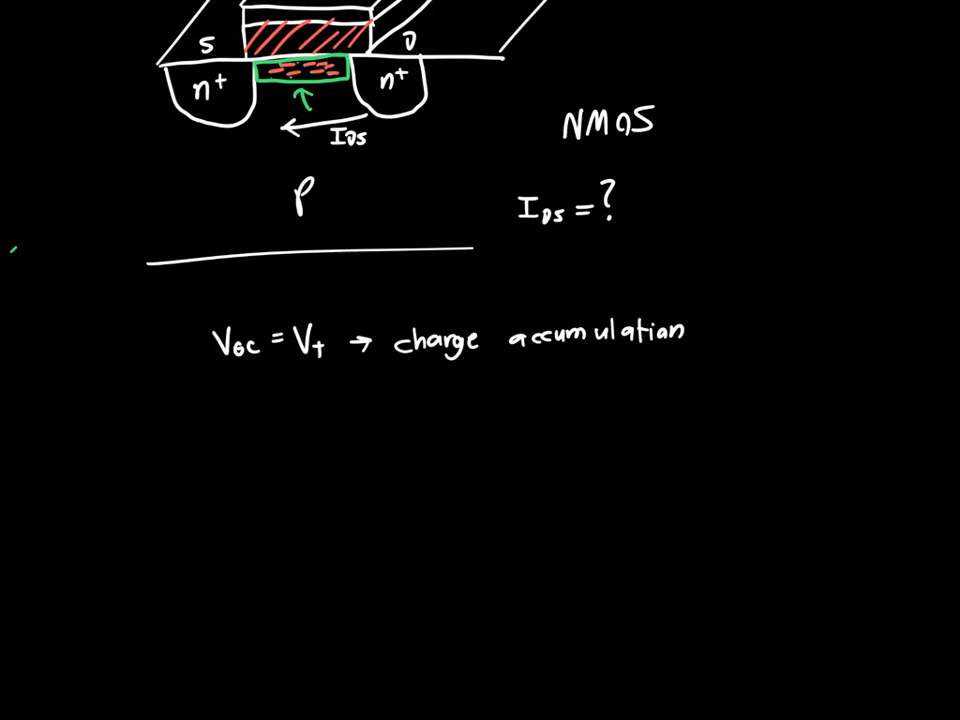 S D
n+ n+
IDS
NMOS
P
IDS = ?
VGC = Vt → charge accumulation